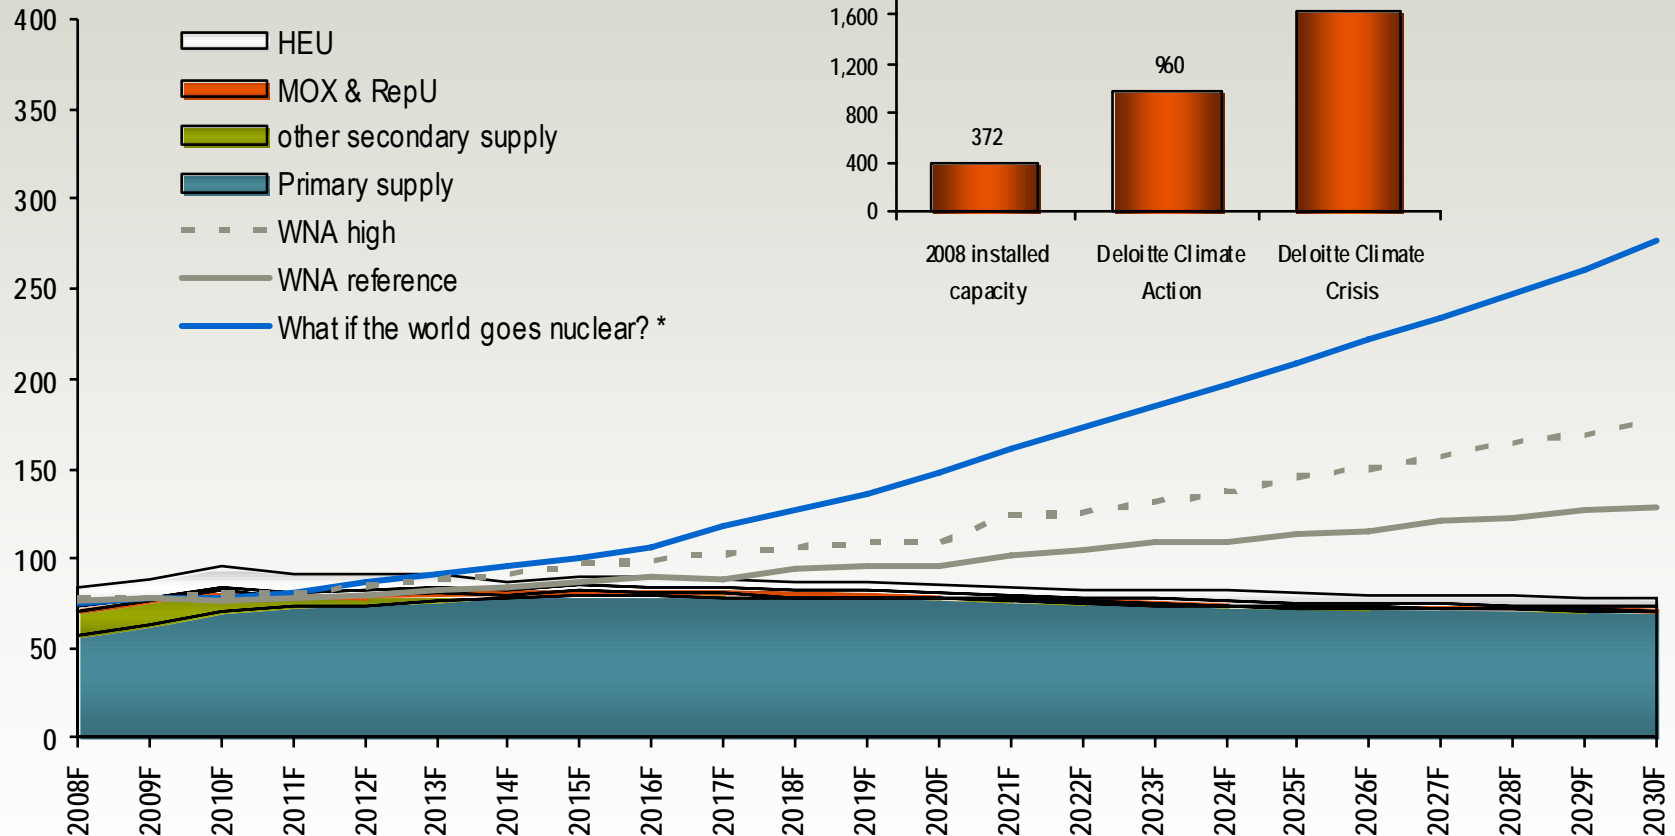 400
350
300
250
200
150
100
50
0
HEU
MOX & RepU
other secondary supply
Primary supply
WNA high
WNA reference
What if the world goes nuclear? *
1,600
1,200
800
400
0
372
%0
2008 installed
capacity
Deloitte Climate
Action
Deloitte Climate
Crisis
2008F
2009F
2010F
2011F
2012F
2013F
2014F
2015F
2016F
2017F
2018F
2019F
2020F
2021F
2022F
2023F
2024F
2025F
2026F
2027F
2028F
2029F
2030F